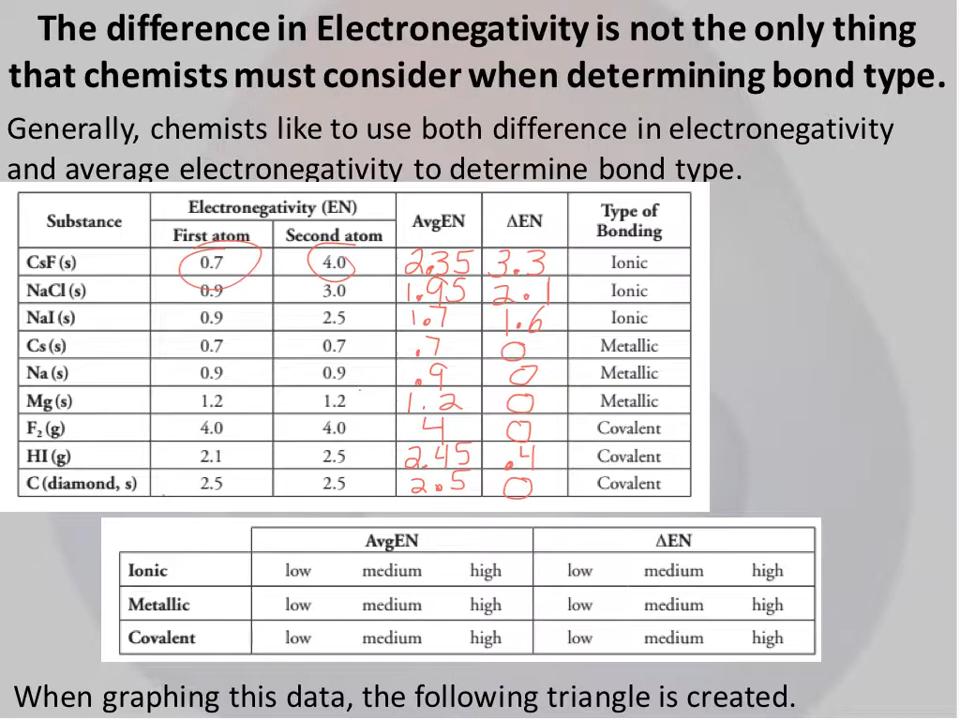 The difference in Electronegativity is not the only thing
that chemists must consider when determining bond type.
Generally, chemists like to use both difference in electronegativity
and average electronegativity to determine bond type.
Substance Electronegativity (EN) AvgEN ΔEN Type of Bonding
First atom Second atom
CsF (s) 0.7 4.0 2.35 3.3 Ionic
NaCl (s) 0.9 3.0 1.95 2.1 Ionic
NaI (s) 0.9 2.5 1.7 1.6 Ionic
Cs (s) 0.7 0.7 .7 0 Metallic
Na (s) 0.9 0.9 .9 0 Metallic
Mg (s) 1.2 1.2 1.2 0 Metallic
F₂ (g) 4.0 4.0 4 0 Covalent
HI (g) 2.1 2.5 2.45 .4 Covalent
C (diamond, s) 2.5 2.5 2.5 0 Covalent
AvgEN ΔEN
Ionic low medium high low medium high
Metallic low medium high low medium high
Covalent low medium high low medium high
When graphing this data, the following triangle is created.